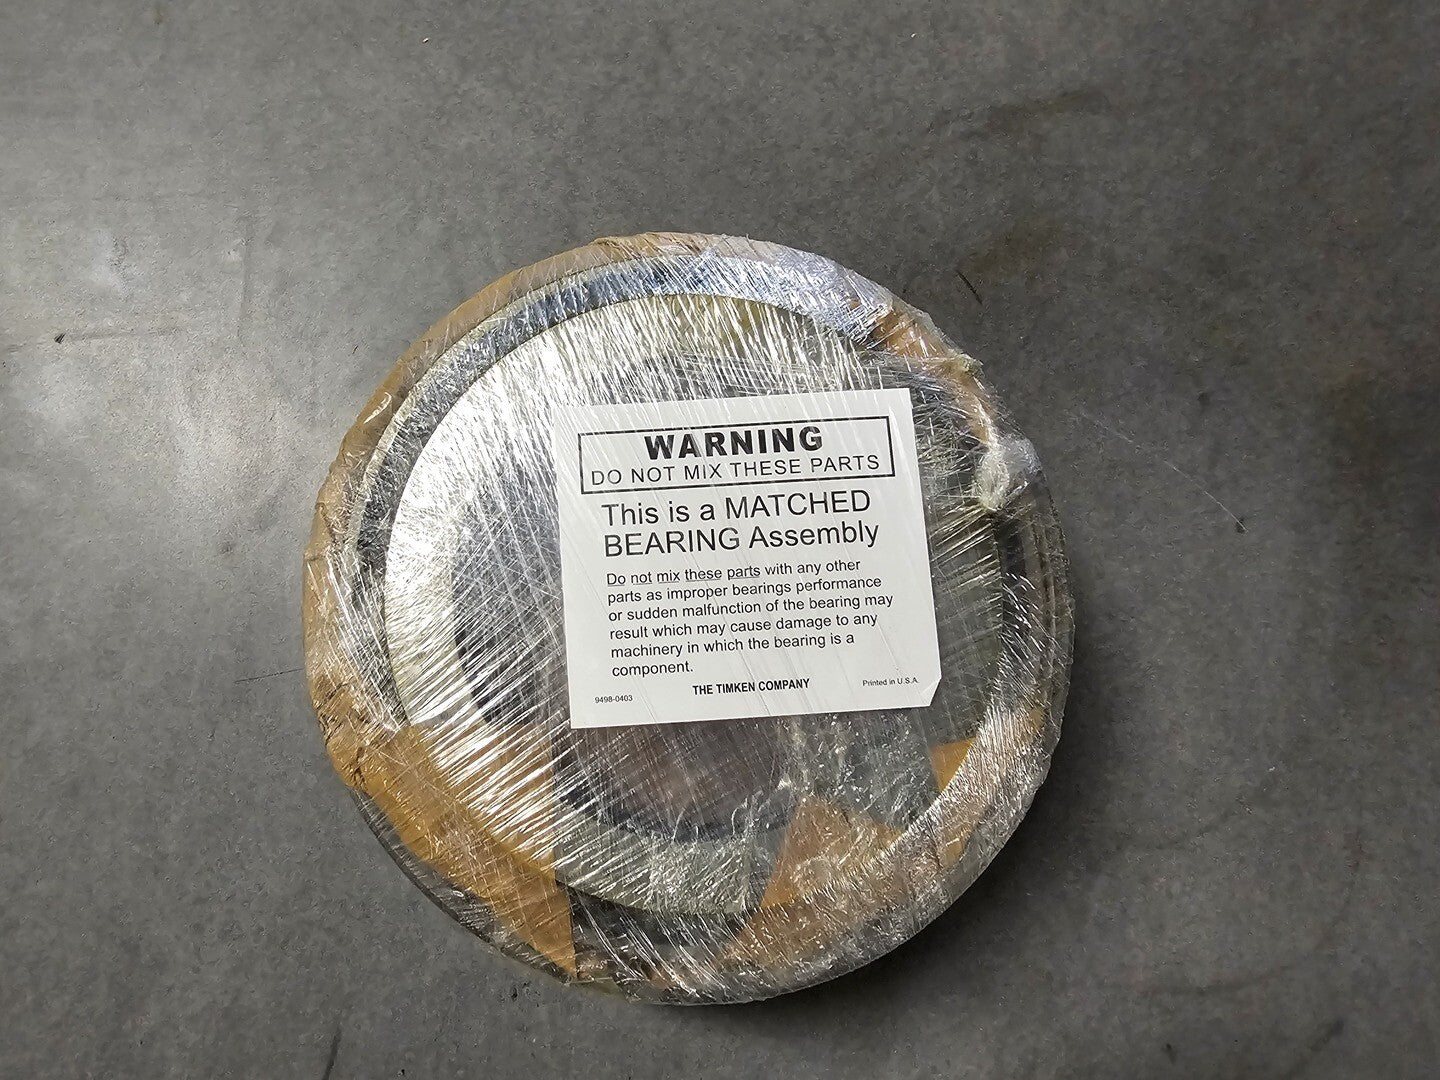 WARNING
DO NOT MIX THESE PARTS
This is a MATCHED
BEARING Assembly
Do not mix these parts with any other
parts as improper bearings performance
or sudden malfunction of the bearing may
result which may cause damage to any
machinery in which the bearing is a
component.
9498-0403 THE TIMKEN COMPANY Printed in U.S.A.